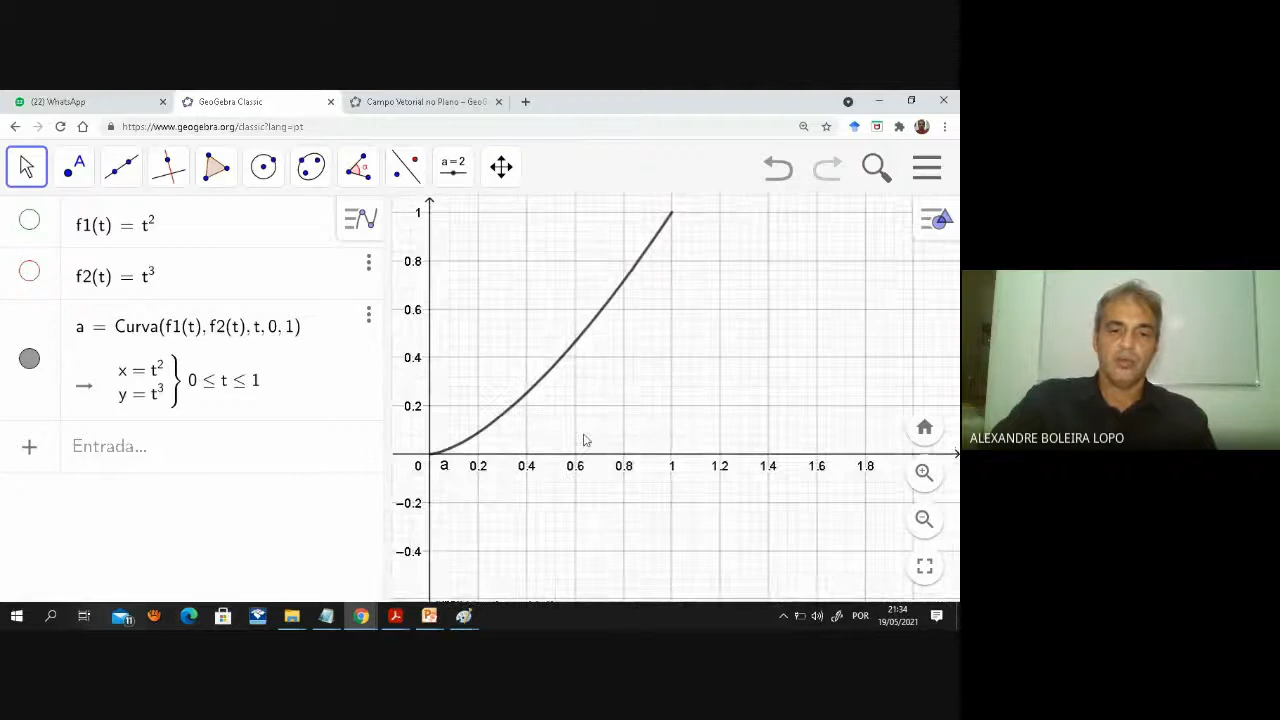 (22) WhatsApp
GeoGebra Classic
Campo Vetorial no Plano – GeoG
https://www.geogebra.org/classic?lang=pt
A
α
a=2
f1(t) = t²
f2(t) = t³
a = Curva(f1(t), f2(t), t, 0, 1)
→ x = t²
y = t³ } 0 ≤ t ≤ 1
Entrada...
1
0.8
0.6
0.4
0.2
0
a
0.2
0.4
0.6
0.8
1
1.2
1.4
1.6
1.8
−0.2
−0.4
ALEXANDRE BOLEIRA LOPO
11
POR
21:34
19/05/2021